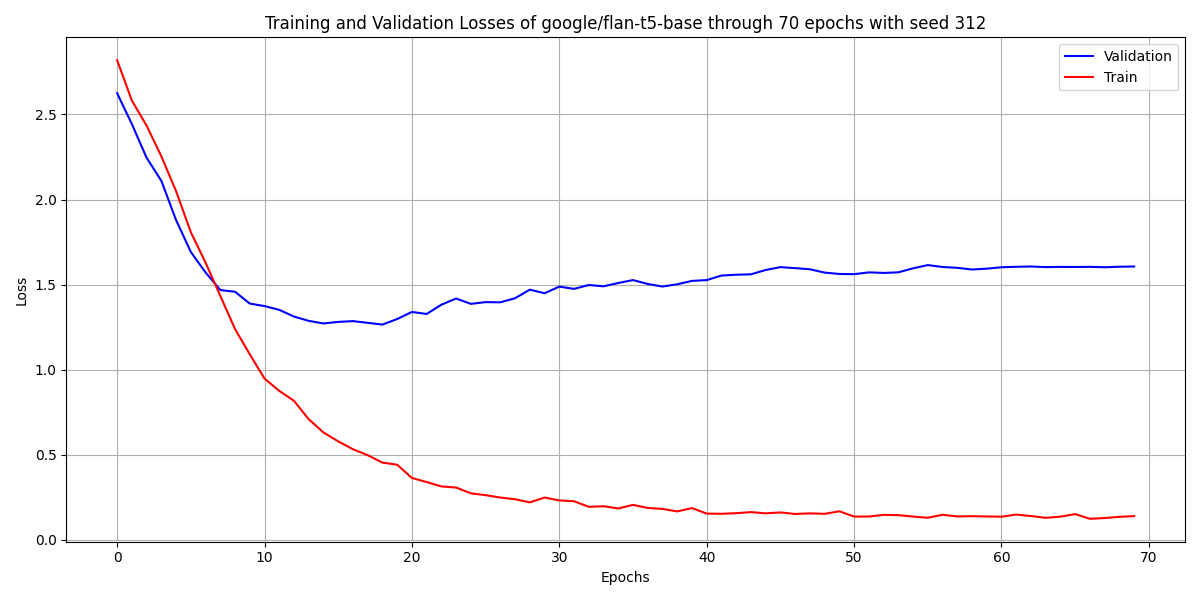 Training and Validation Losses of google/flan-t5-base through 70 epochs with seed 312
Validation
Train
2.5
2.0
1.5
1.0
0.5
0.0
Loss
0 10 20 30 40 50 60 70
Epochs